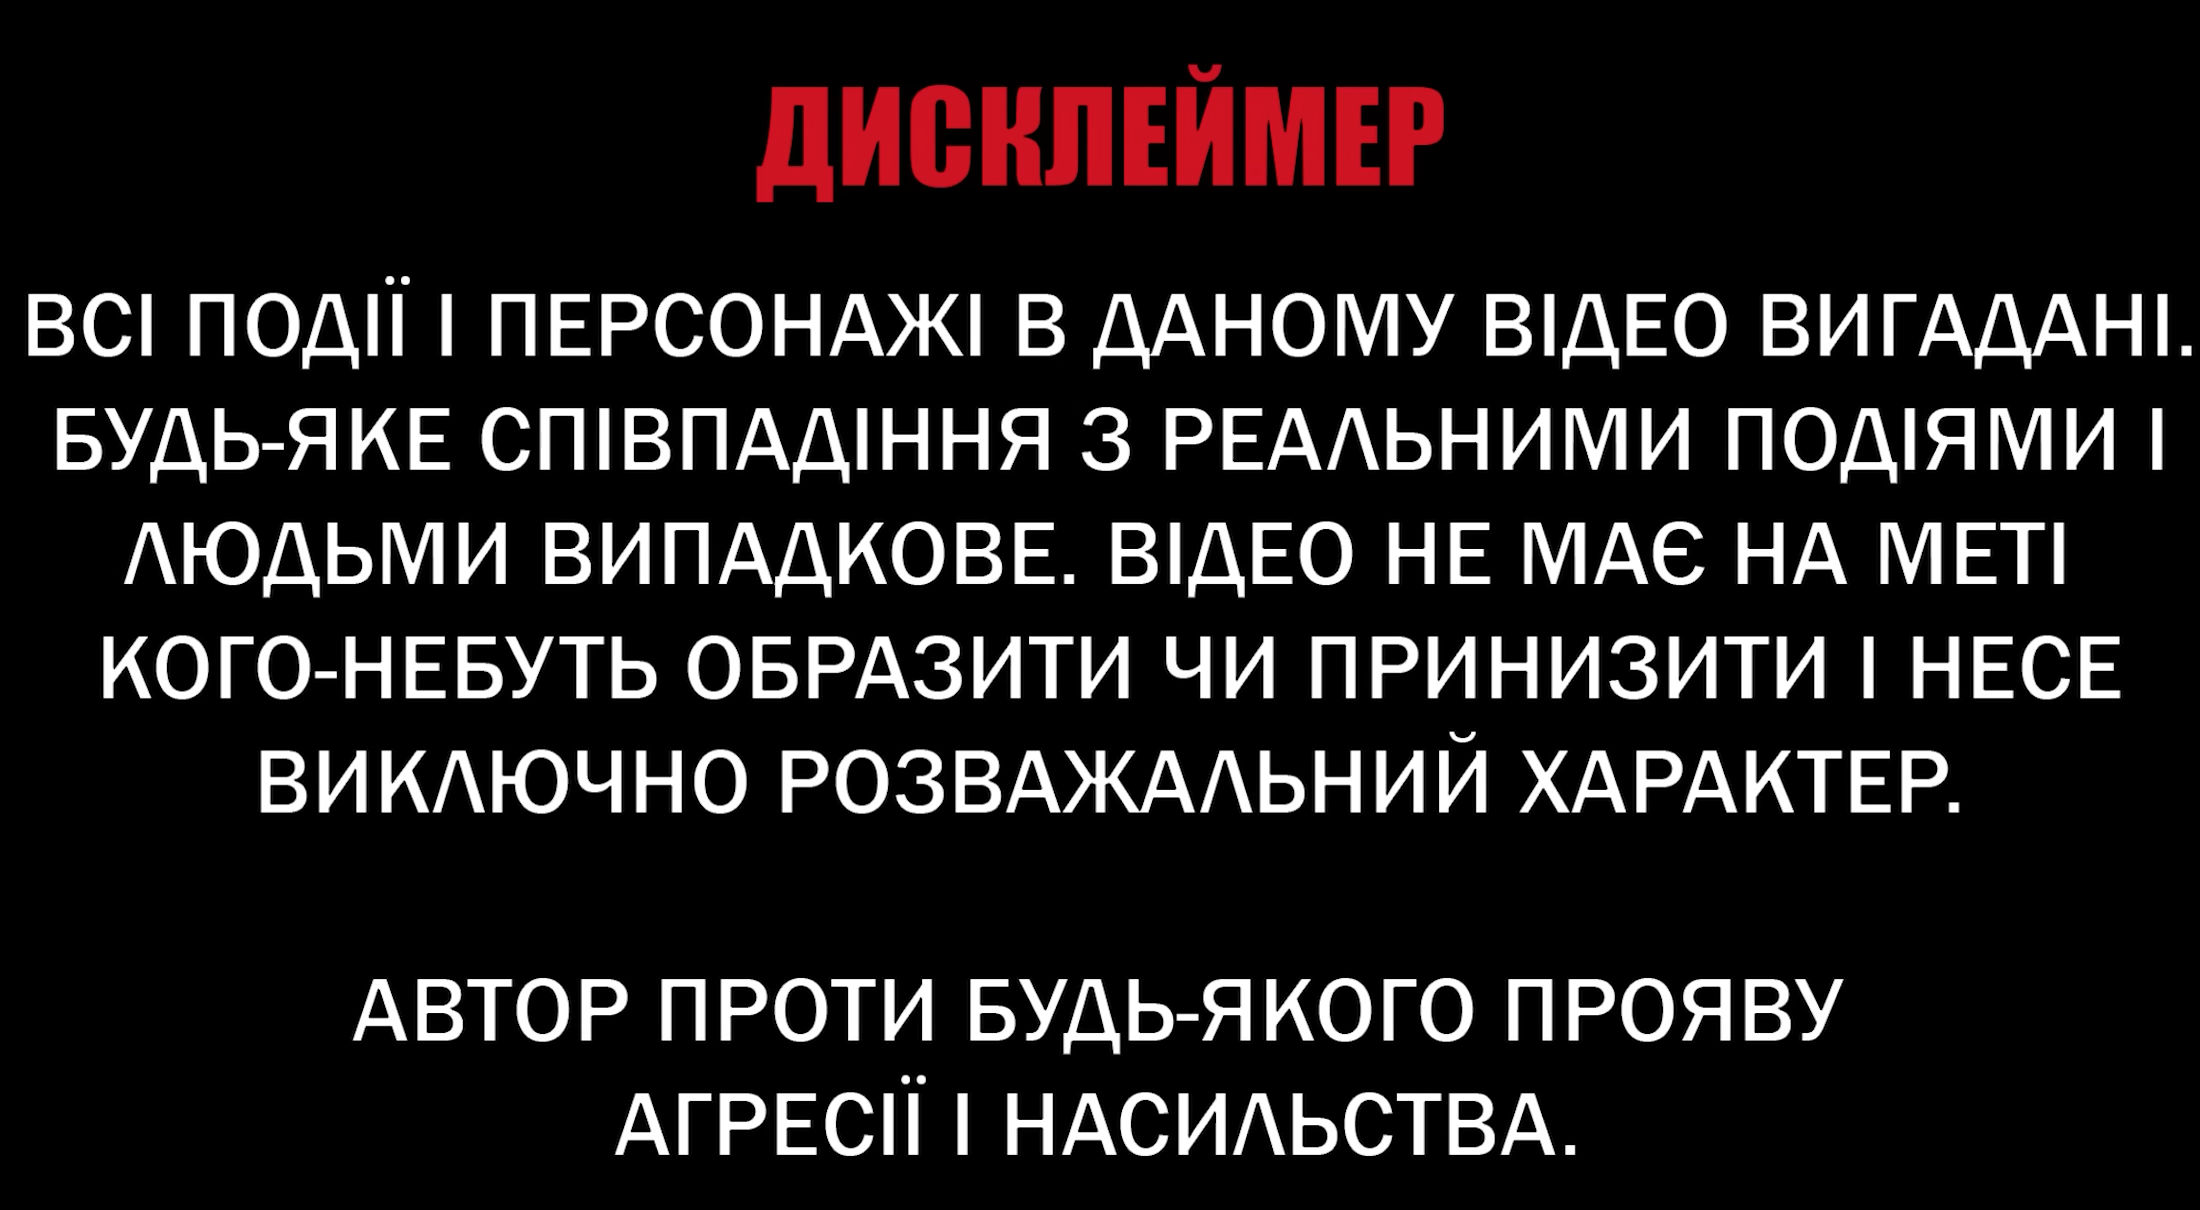 ДИСКЛЕЙМЕР
ВСІ ПОДІЇ І ПЕРСОНАЖІ В ДАНОМУ ВІДЕО ВИГАДАНІ.
БУДЬ-ЯКЕ СПІВПАДІННЯ З РЕАЛЬНИМИ ПОДІЯМИ І
ЛЮДЬМИ ВИПАДКОВЕ. ВІДЕО НЕ МАЄ НА МЕТІ
КОГО-НЕБУТЬ ОБРАЗИТИ ЧИ ПРИНИЗИТИ І НЕСЕ
ВИКЛЮЧНО РОЗВАЖАЛЬНИЙ ХАРАКТЕР.
АВТОР ПРОТИ БУДЬ-ЯКОГО ПРОЯВУ
АГРЕСІЇ І НАСИЛЬСТВА.